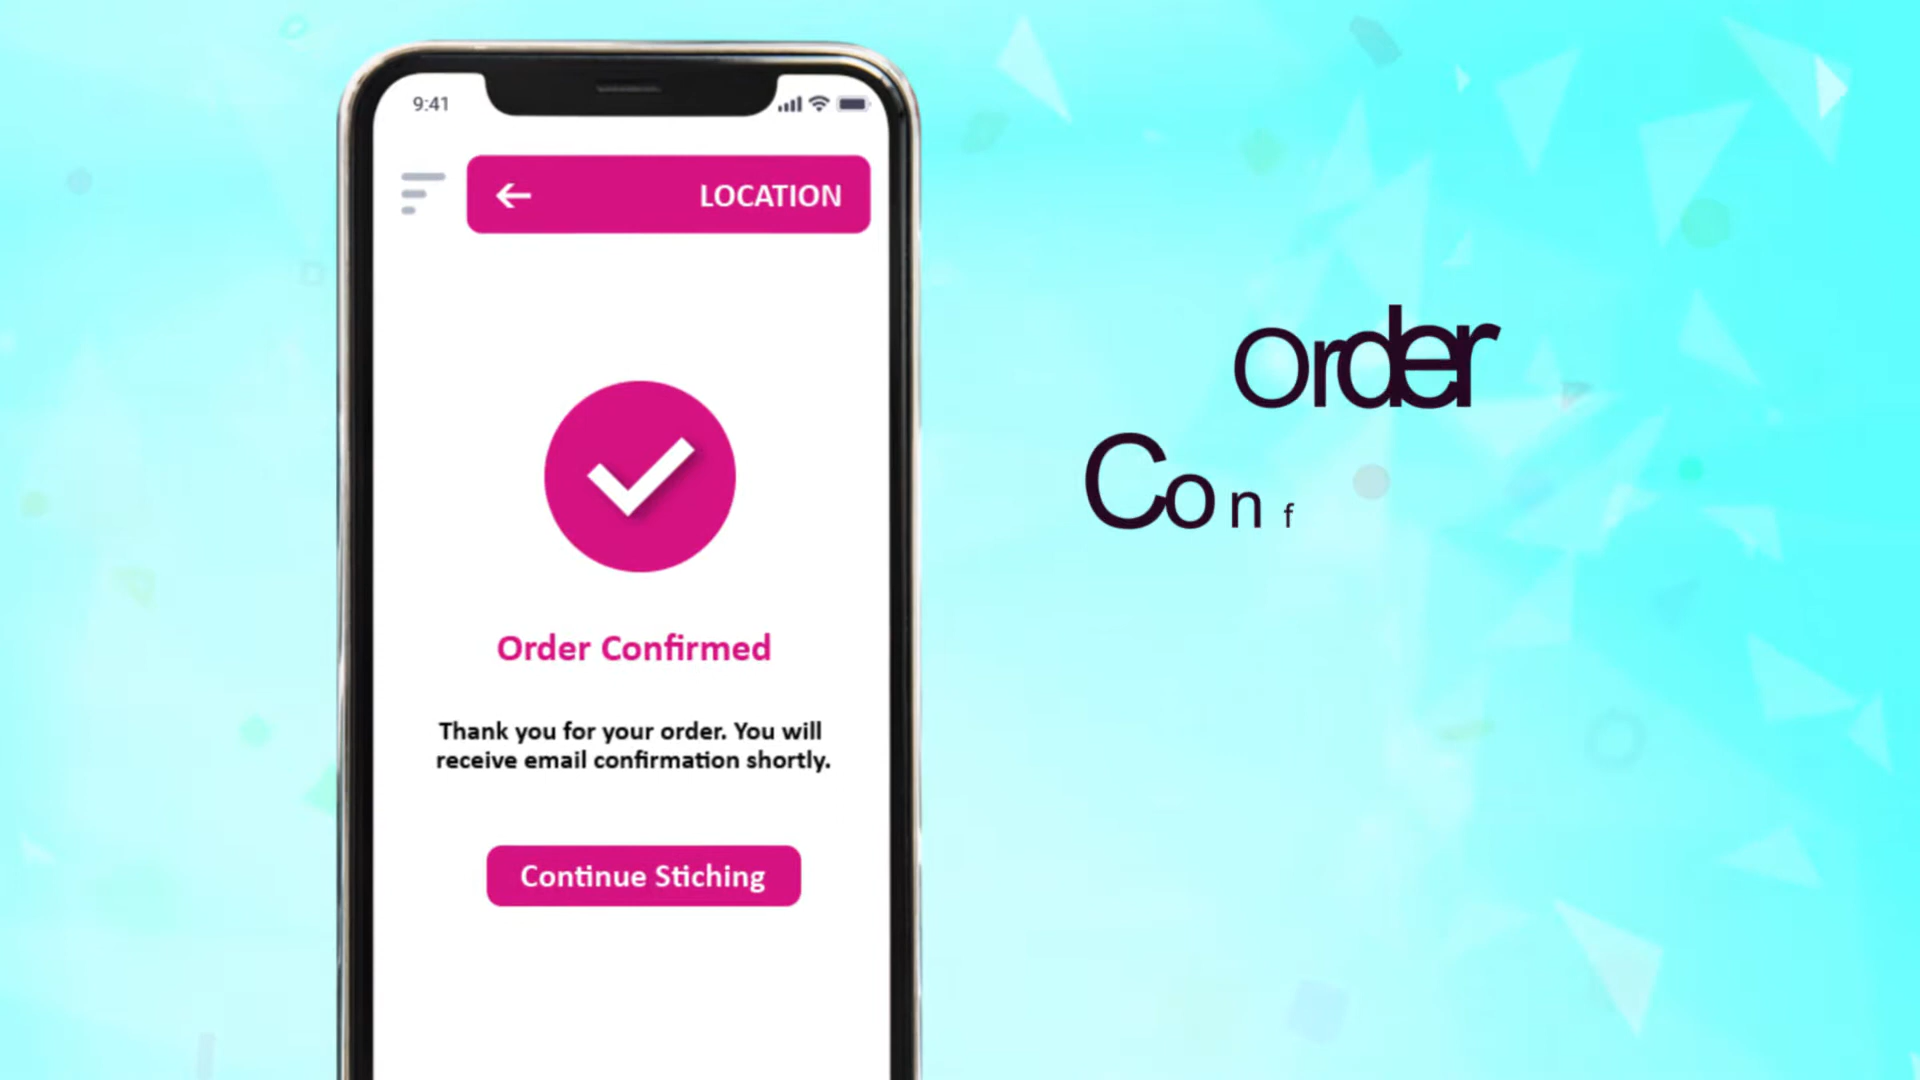 9:41
LOCATION
Order Confirmed
Thank you for your order. You will
receive email confirmation shortly.
Continue Stiching
Order
Conf